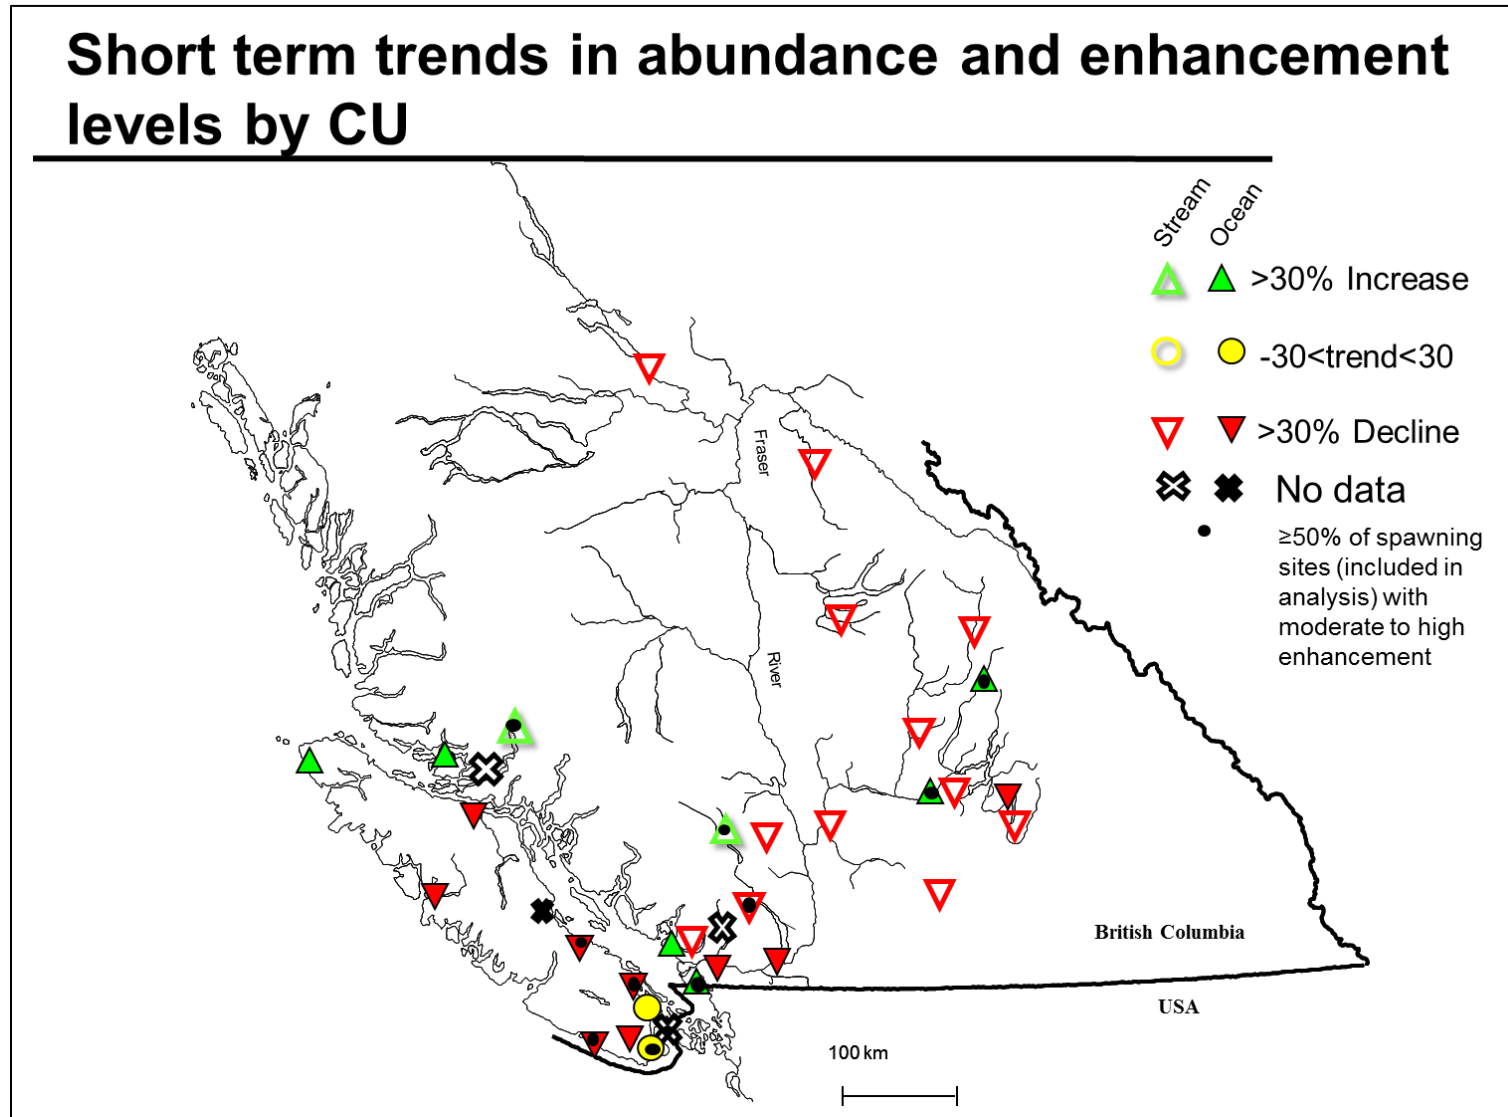 Short term trends in abundance and enhancement
levels by CU
Stream
Ocean
>30% Increase
-30<trend<30
>30% Decline
No data
≥50% of spawning
sites (included in
analysis) with
moderate to high
enhancement
Fraser
River
British Columbia
USA
100 km